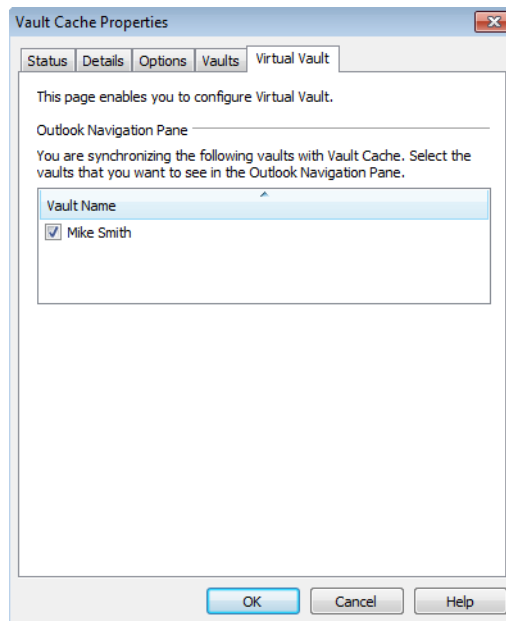 Vault Cache Properties
Status Details Options Vaults Virtual Vault
This page enables you to configure Virtual Vault.
Outlook Navigation Pane
You are synchronizing the following vaults with Vault Cache. Select the
vaults that you want to see in the Outlook Navigation Pane.
Vault Name
Mike Smith
OK Cancel Help